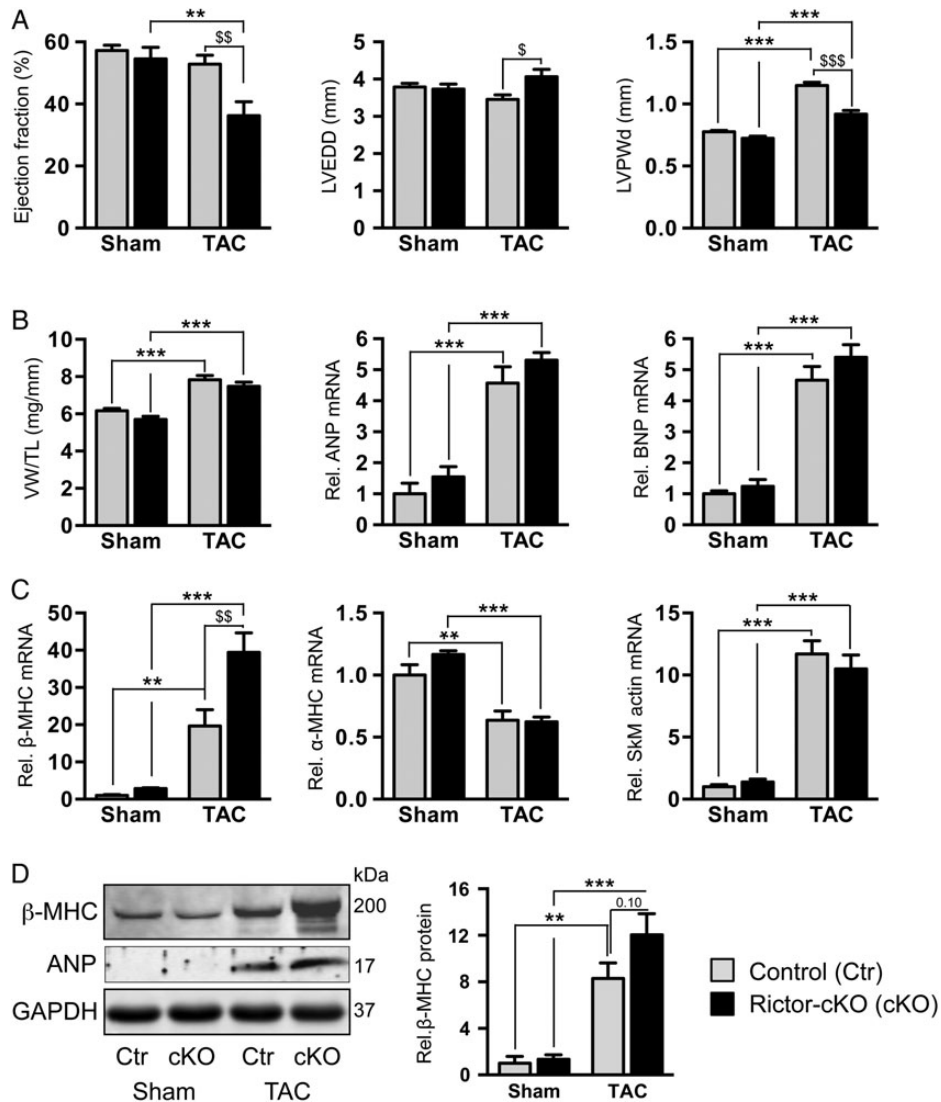 A
Ejection fraction (%)
60
40
20
0
**
$$
Sham TAC
LVEDD (mm)
5
4
3
2
1
0
$
Sham TAC
LVPWd (mm)
1.5
1.0
0.5
0.0
***
***
$$$
Sham TAC
B
VW/TL (mg/mm)
10
8
6
4
2
0
***
***
Sham TAC
Rel. ANP mRNA
6
5
4
3
2
1
0
***
***
Sham TAC
Rel. BNP mRNA
6
5
4
3
2
1
0
***
***
Sham TAC
C
Rel. β-MHC mRNA
50
40
30
20
10
0
***
$$
**
Sham TAC
Rel. α-MHC mRNA
1.5
1.0
0.5
0.0
***
**
Sham TAC
Rel. SkM actin mRNA
15
10
5
0
***
***
Sham TAC
D
kDa
β-MHC 200
ANP 17
GAPDH 37
Ctr cKO Ctr cKO
Sham TAC
Rel.β-MHC protein
16
12
8
4
0
***
**
0.10
Sham TAC
Control (Ctr)
Rictor-cKO (cKO)